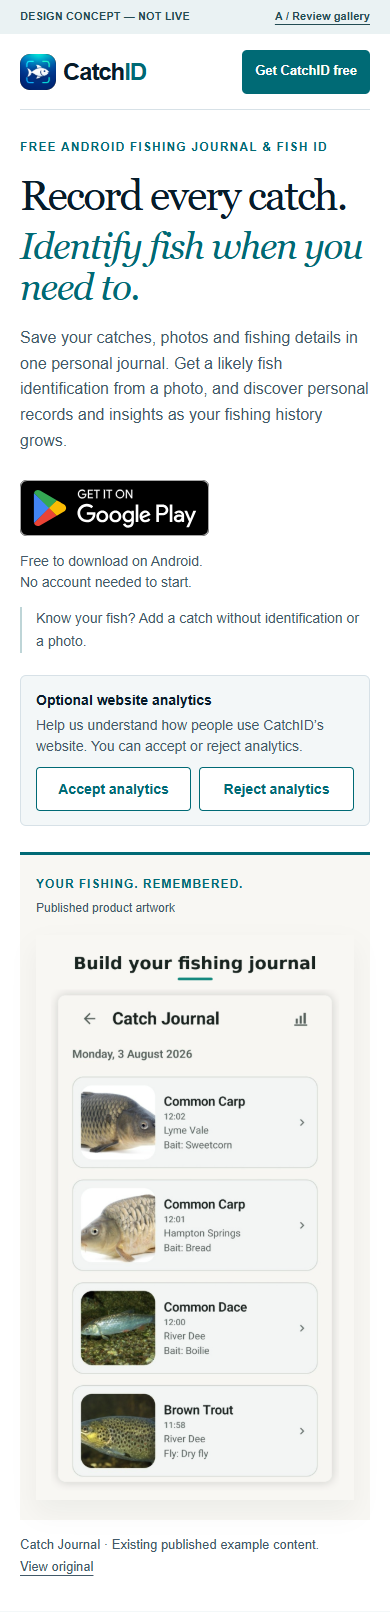 DESIGN CONCEPT — NOT LIVE
A / Review gallery
CatchID
Get CatchID free
FREE ANDROID FISHING JOURNAL & FISH ID
Record every catch.
Identify fish when you
need to.
Save your catches, photos and fishing details in
one personal journal. Get a likely fish
identification from a photo, and discover personal
records and insights as your fishing history
grows.
GET IT ON
Google Play
Free to download on Android.
No account needed to start.
Know your fish? Add a catch without identification or
a photo.
Optional website analytics
Help us understand how people use CatchID's
website. You can accept or reject analytics.
Accept analytics
Reject analytics
YOUR FISHING. REMEMBERED.
Published product artwork
Build your fishing journal
Catch Journal
Monday, 3 August 2026
Common Carp
12:02
Lyme Vale
Bait: Sweetcorn
Common Carp
12:01
Hampton Springs
Bait: Bread
Common Dace
12:00
River Dee
Bait: Boilie
Brown Trout
11:58
River Dee
Fly: Dry fly
Catch Journal · Existing published example content.
View original